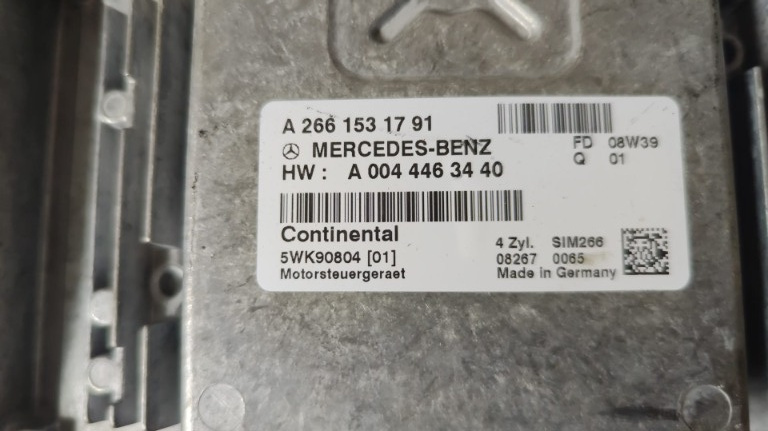 A 266 153 17 91
MERCEDES-BENZ
FD 08W39
Q 01
HW : A 004 446 34 40
Continental
5WK90804 [01]
Motorsteuergeraet
4 Zyl. SIM266
08267 0065
Made in Germany